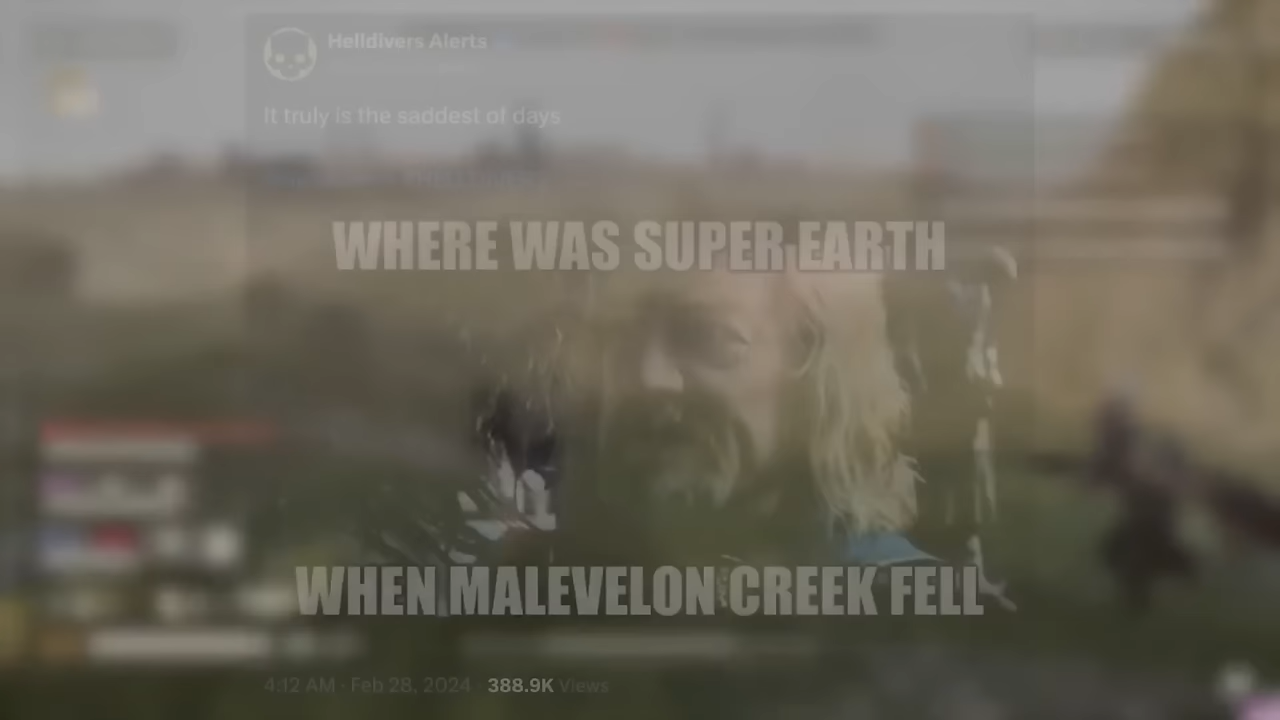 Helldivers Alerts
It truly is the saddest of days
WHERE WAS SUPER EARTH
WHEN MALEVELON CREEK FELL
4:12 AM · Feb 28, 2024 · 388.9K Views